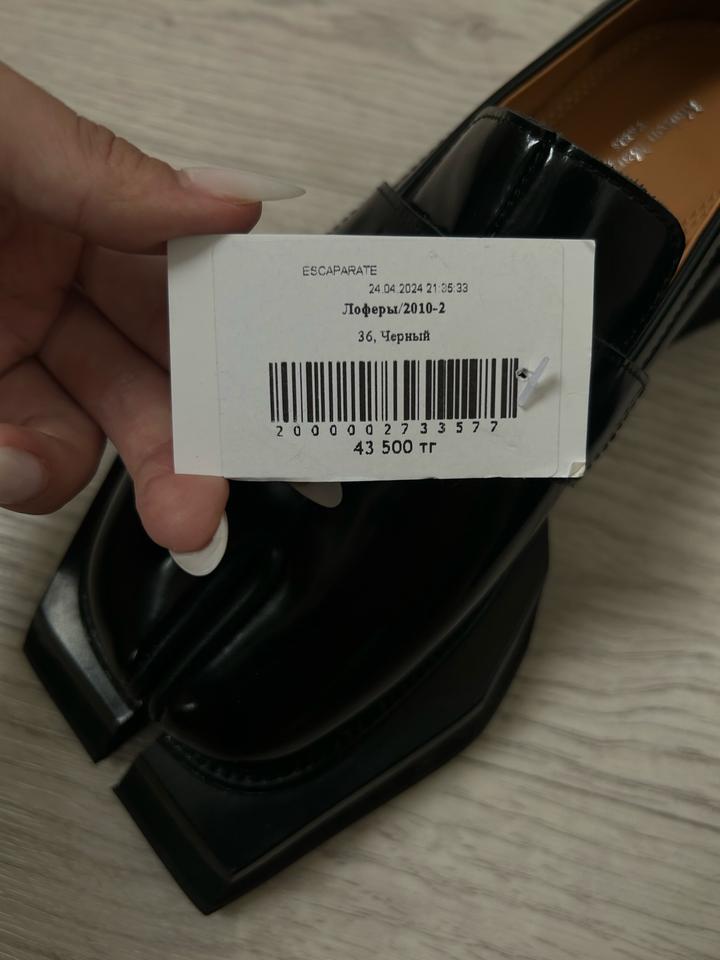 ESCAPARATE
24.04.2024 21:35:33
Лоферы/2010-2
36, Черный
2000002733577
43 500 тг